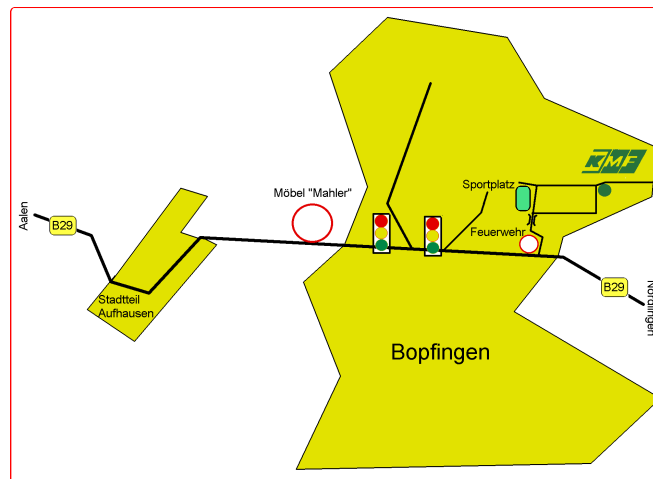 KMF
Sportplatz
Möbel "Mahler"
Aalen
B29
Feuerwehr
B29
Nördlingen
Stadtteil
Aufhausen
Bopfingen